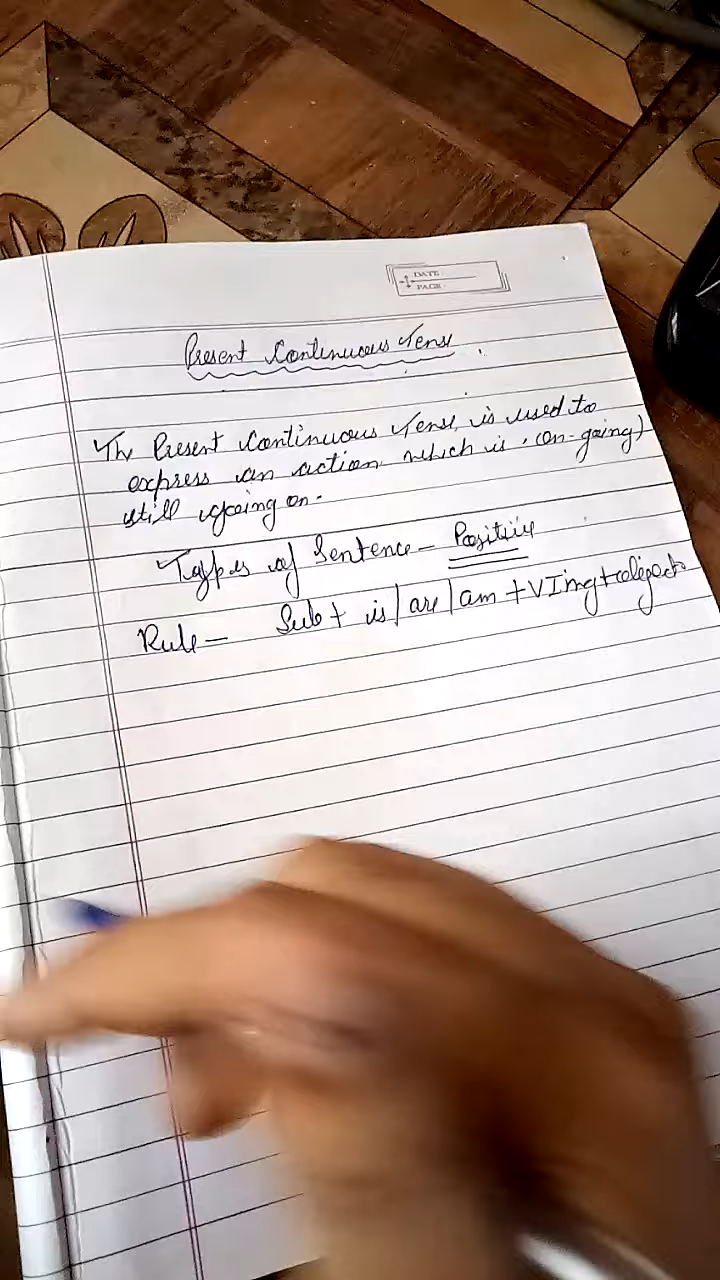 DATE
PAGE
Present Continuous Tense.
The Present Continuous Tense, is used to
express an action which is (on-going)
still going on.
Types of Sentence - Positive
Rule - Sub + is/are/am + VIing + object